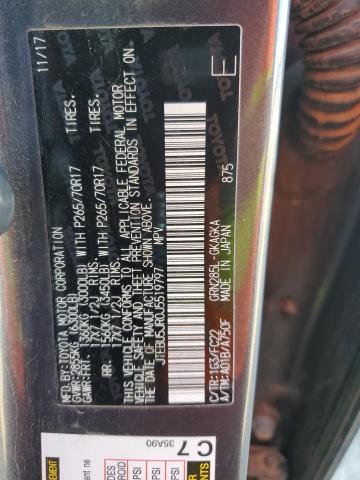 MFD. BY: TOYOTA MOTOR CORPORATION 11/17
GVWR: 2855KG (6300LB)
GAWR: FRT. 1360KG (3000LB) WITH P265/70R17 TIRES,
17X7 1/2J RIMS.
RR. 1560KG (3450LB) WITH P265/70R17 TIRES,
17X7 1/2J RIMS.
THIS VEHICLE CONFORMS TO ALL APPLICABLE FEDERAL MOTOR
VEHICLE SAFETY AND THEFT PREVENTION STANDARDS IN EFFECT
ON THE DATE OF MANUFACTURE SHOWN ABOVE.
JTEBU5JR0J5519797 MPV
C/TR:1G3/FC22 GRN285L-GKAGKA 875
A/TM:A01B/A750F MADE IN JAPAN
E
TOYOTA
C 7
35A90